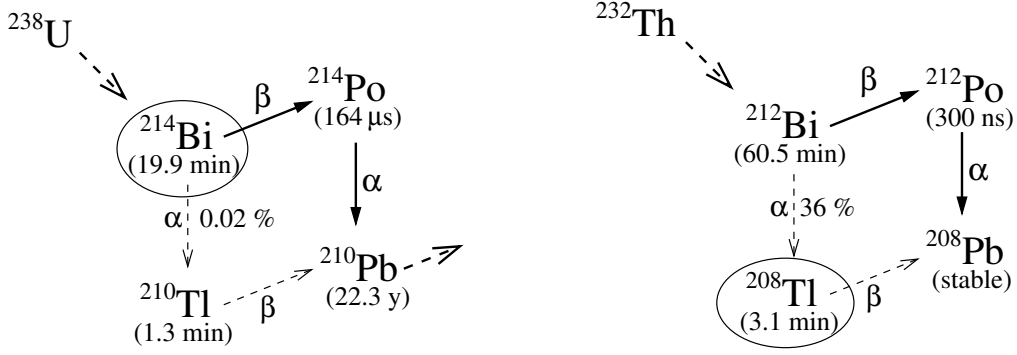 ²³⁸U
²¹⁴Bi
(19.9 min)
β
²¹⁴Po
(164 μs)
α
α 0.02 %
²¹⁰Tl
(1.3 min)
β
²¹⁰Pb
(22.3 y)
²³²Th
²¹²Bi
(60.5 min)
β
²¹²Po
(300 ns)
α
α 36 %
²⁰⁸Tl
(3.1 min)
β
²⁰⁸Pb
(stable)